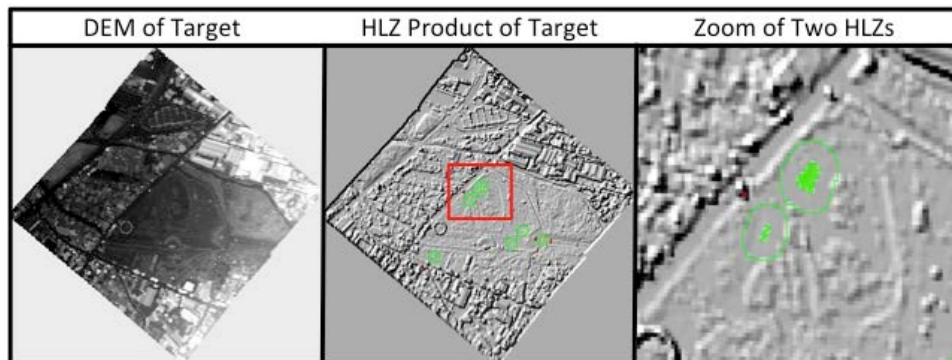 DEM of Target
HLZ Product of Target
Zoom of Two HLZs